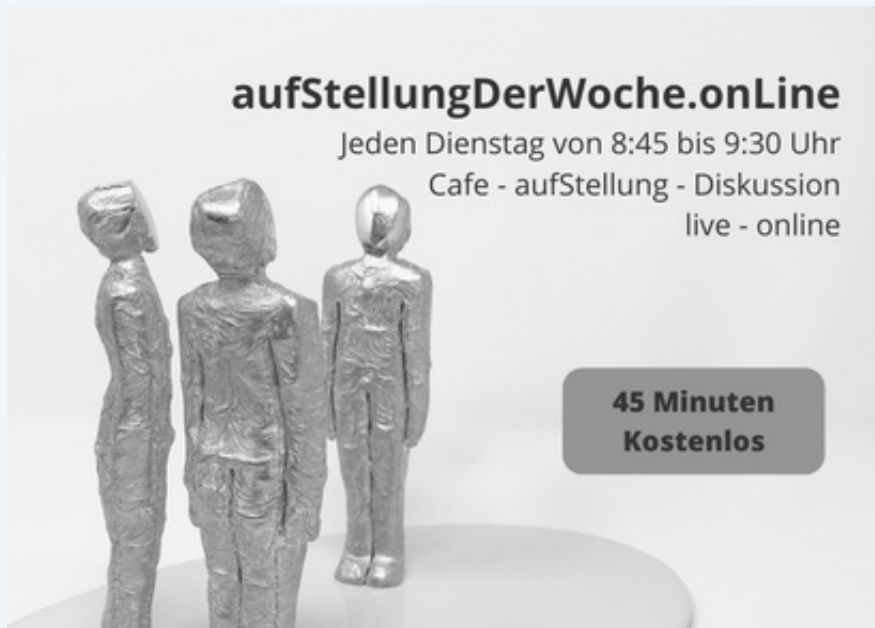 aufStellungDerWoche.onLine
Jeden Dienstag von 8:45 bis 9:30 Uhr
Cafe - aufStellung - Diskussion
live - online
45 Minuten
Kostenlos